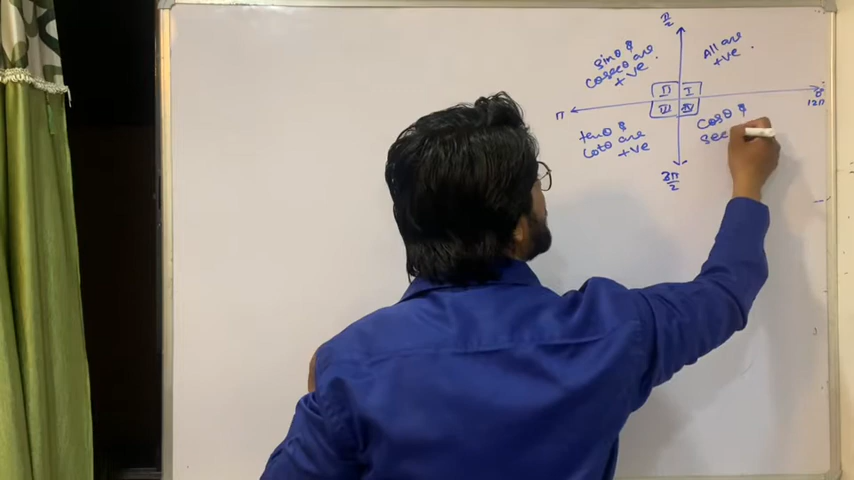 π/2
sinθ &
cosecθ are
+ve
All are
+ve
II
I
π
0
2π
III
IV
tanθ &
cotθ are
+ve
cosθ &
sec
3π/2